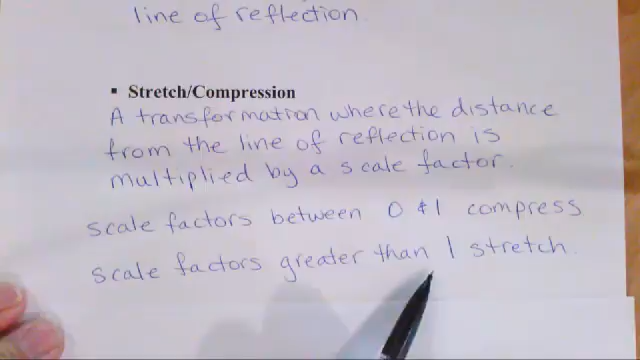 line of reflection
▪ Stretch/Compression
A transformation where the distance
from the line of reflection is
multiplied by a scale factor.
scale factors between 0 & 1 compress
scale factors greater than 1 stretch.